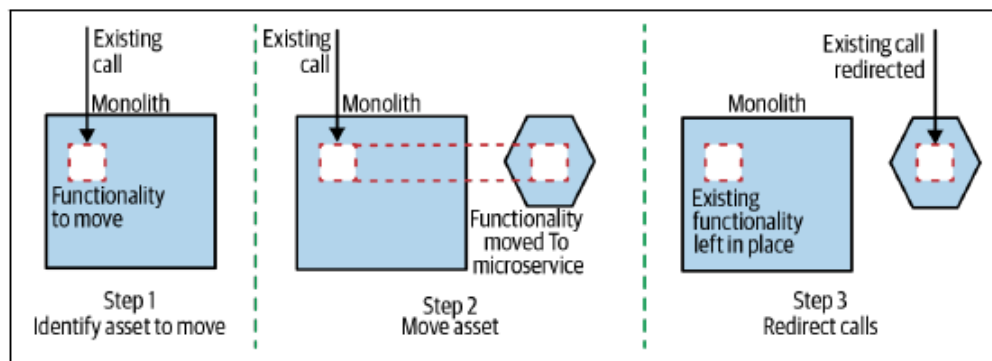 Existing
call
Monolith
Functionality
to move
Step 1
Identify asset to move
Existing
call
Functionality
moved To
microservice
Step 2
Move asset
Existing call
redirected
Monolith
Existing
functionality
left in place
Step 3
Redirect calls